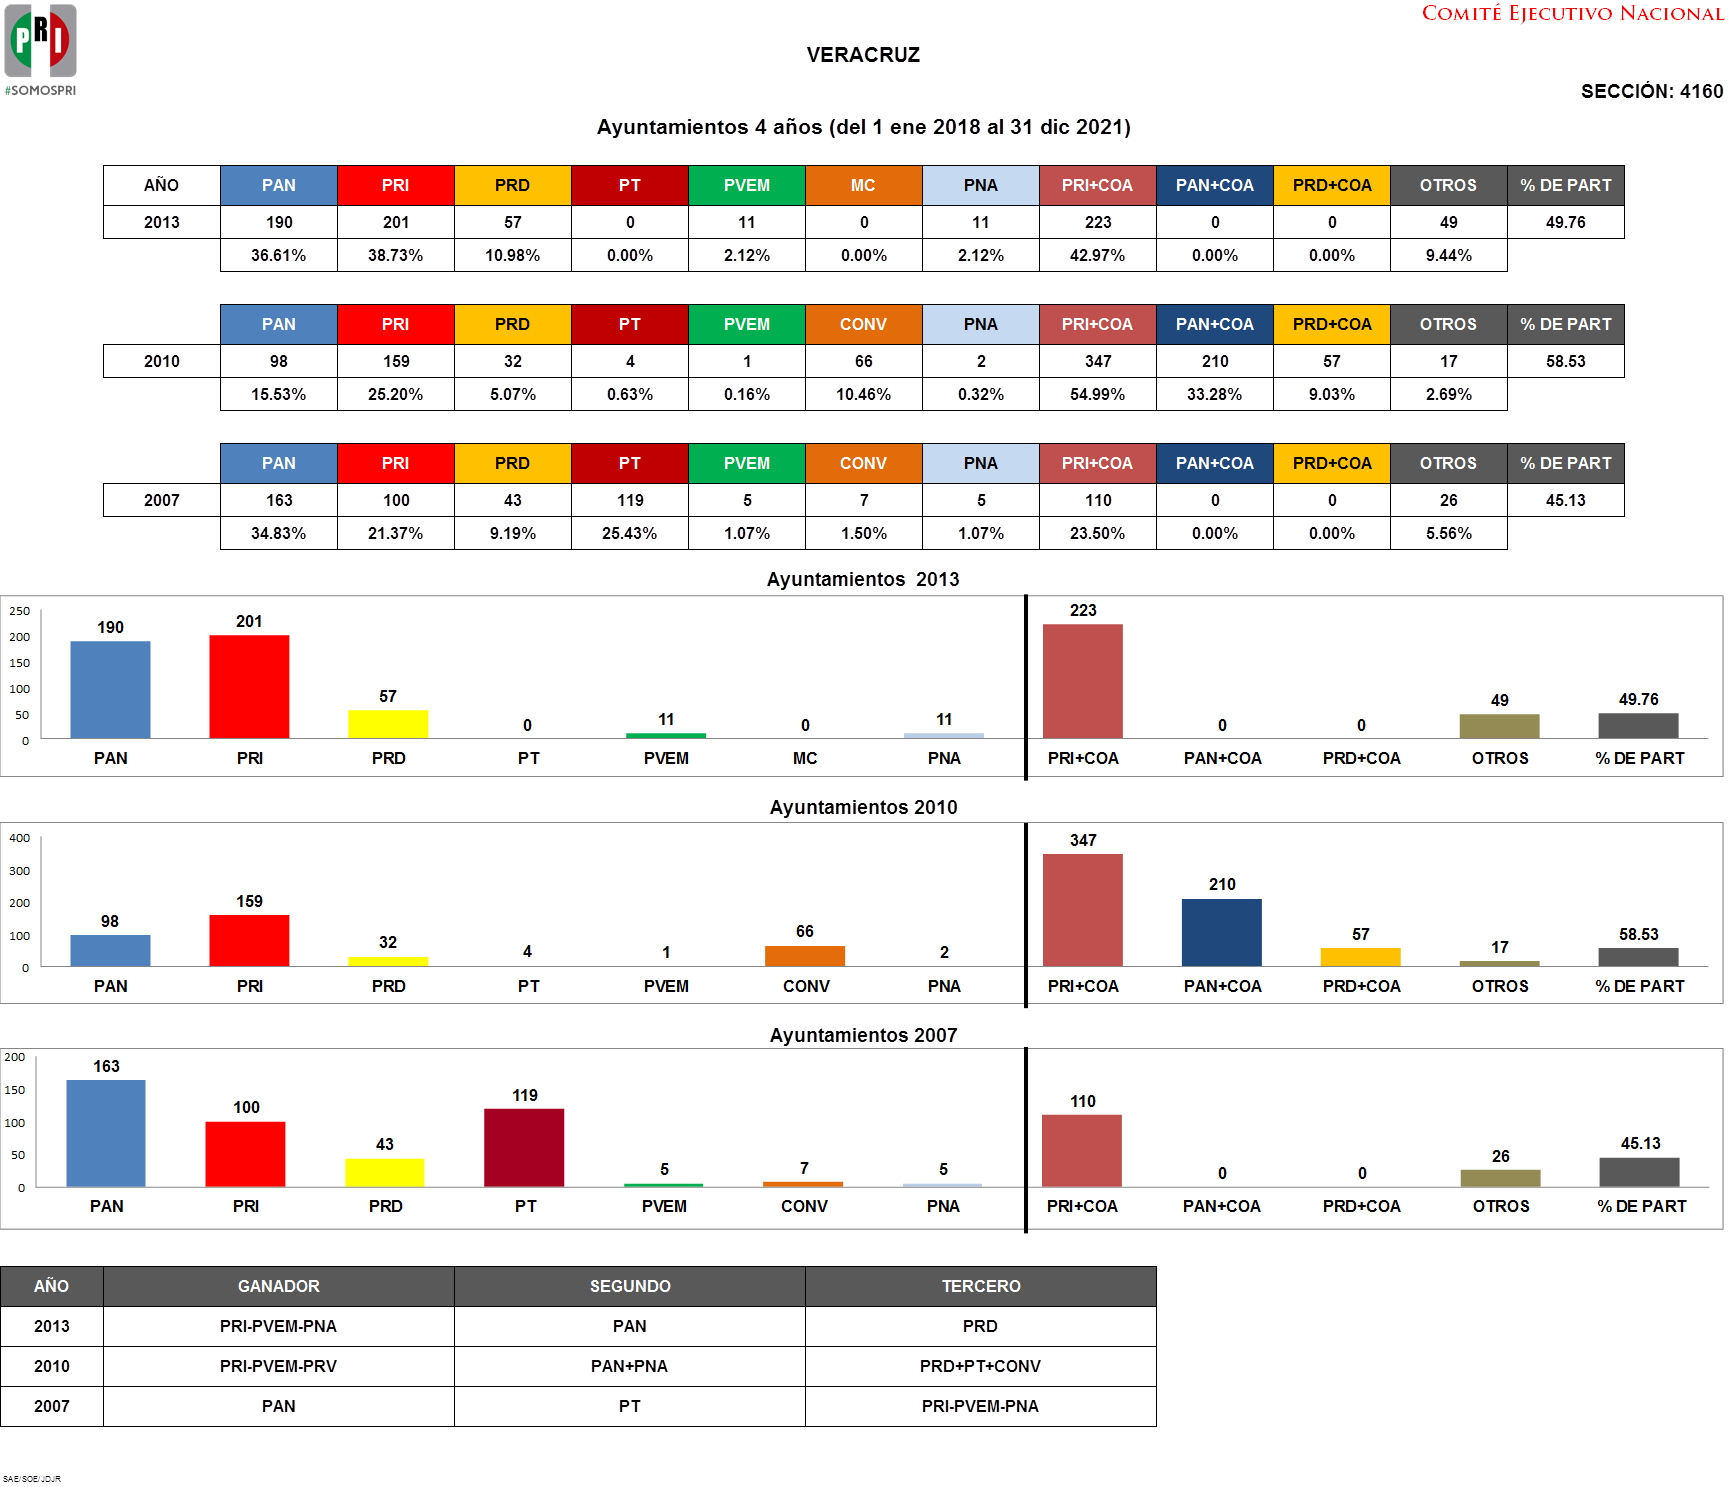 PRI
#SOMOSPRI
COMITÉ EJECUTIVO NACIONAL
VERACRUZ
SECCIÓN: 4160
Ayuntamientos 4 años (del 1 ene 2018 al 31 dic 2021)
AÑO PAN PRI PRD PT PVEM MC PNA PRI+COA PAN+COA PRD+COA OTROS % DE PART
2013 190 201 57 0 11 0 11 223 0 0 49 49.76
36.61% 38.73% 10.98% 0.00% 2.12% 0.00% 2.12% 42.97% 0.00% 0.00% 9.44%
PAN PRI PRD PT PVEM CONV PNA PRI+COA PAN+COA PRD+COA OTROS % DE PART
2010 98 159 32 4 1 66 2 347 210 57 17 58.53
15.53% 25.20% 5.07% 0.63% 0.16% 10.46% 0.32% 54.99% 33.28% 9.03% 2.69%
PAN PRI PRD PT PVEM CONV PNA PRI+COA PAN+COA PRD+COA OTROS % DE PART
2007 163 100 43 119 5 7 5 110 0 0 26 45.13
34.83% 21.37% 9.19% 25.43% 1.07% 1.50% 1.07% 23.50% 0.00% 0.00% 5.56%
Ayuntamientos 2013
250
200
150
100
50
0
190 201 57 0 11 0 11 223 0 0 49 49.76
PAN PRI PRD PT PVEM MC PNA PRI+COA PAN+COA PRD+COA OTROS % DE PART
Ayuntamientos 2010
400
300
200
100
0
98 159 32 4 1 66 2 347 210 57 17 58.53
PAN PRI PRD PT PVEM CONV PNA PRI+COA PAN+COA PRD+COA OTROS % DE PART
Ayuntamientos 2007
200
150
100
50
0
163 100 43 119 5 7 5 110 0 0 26 45.13
PAN PRI PRD PT PVEM CONV PNA PRI+COA PAN+COA PRD+COA OTROS % DE PART
AÑO GANADOR SEGUNDO TERCERO
2013 PRI-PVEM-PNA PAN PRD
2010 PRI-PVEM-PRV PAN+PNA PRD+PT+CONV
2007 PAN PT PRI-PVEM-PNA
SAE/SOE/JDJR